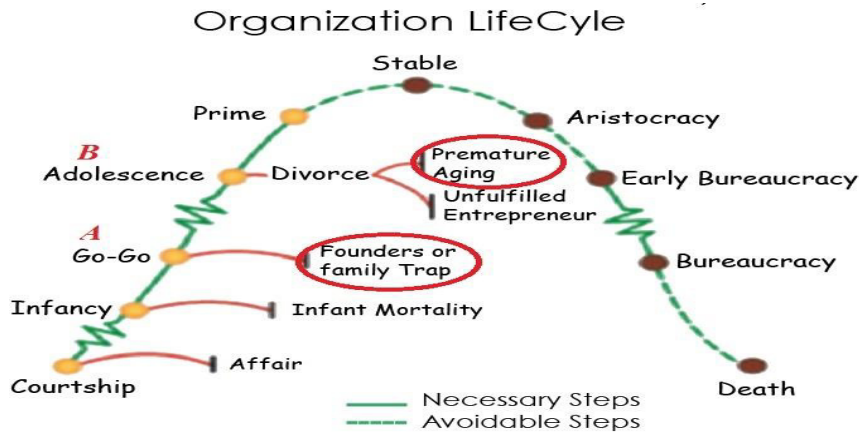 Organization LifeCyle
Stable
Prime
Aristocracy
B
Adolescence
Divorce
Premature
Aging
Early Bureaucracy
Unfulfilled
Entrepreneur
A
Go-Go
Founders or
family Trap
Bureaucracy
Infancy
Infant Mortality
Affair
Courtship
Death
Necessary Steps
Avoidable Steps